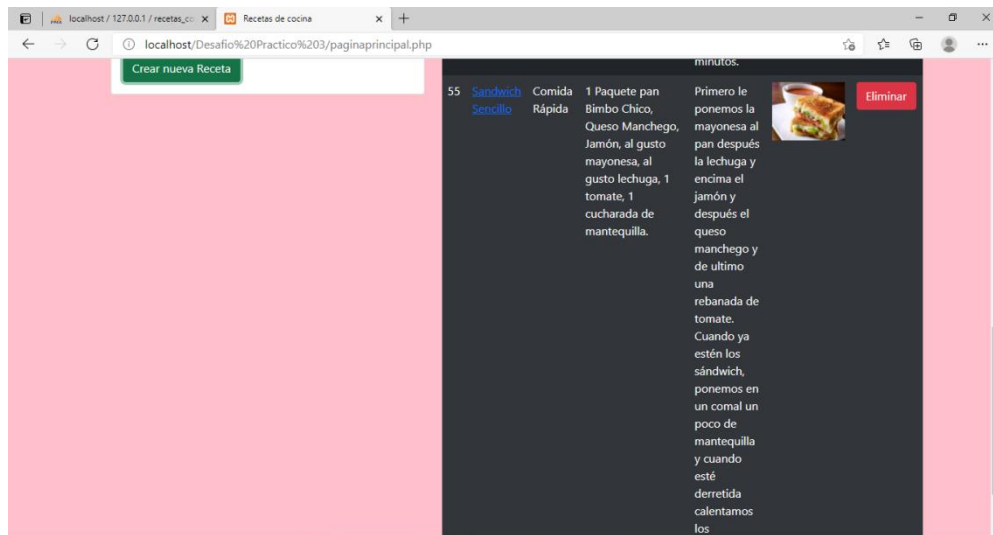 localhost / 127.0.0.1 / recetas_co
Recetas de cocina
localhost/Desafio%20Practico%203/paginaprincipal.php
Crear nueva Receta
minutos.
55
Sandwich
Sencillo
Comida
Rápida
1 Paquete pan
Bimbo Chico,
Queso Manchego,
Jamón, al gusto
mayonesa, al
gusto lechuga, 1
tomate, 1
cucharada de
mantequilla.
Primero le
ponemos la
mayonesa al
pan después
la lechuga y
encima el
jamón y
después el
queso
manchego y
de ultimo
una
rebanada de
tomate.
Cuando ya
estén los
sándwich,
ponemos en
un comal un
poco de
mantequilla
y cuando
esté
derretida
calentamos
los
Eliminar